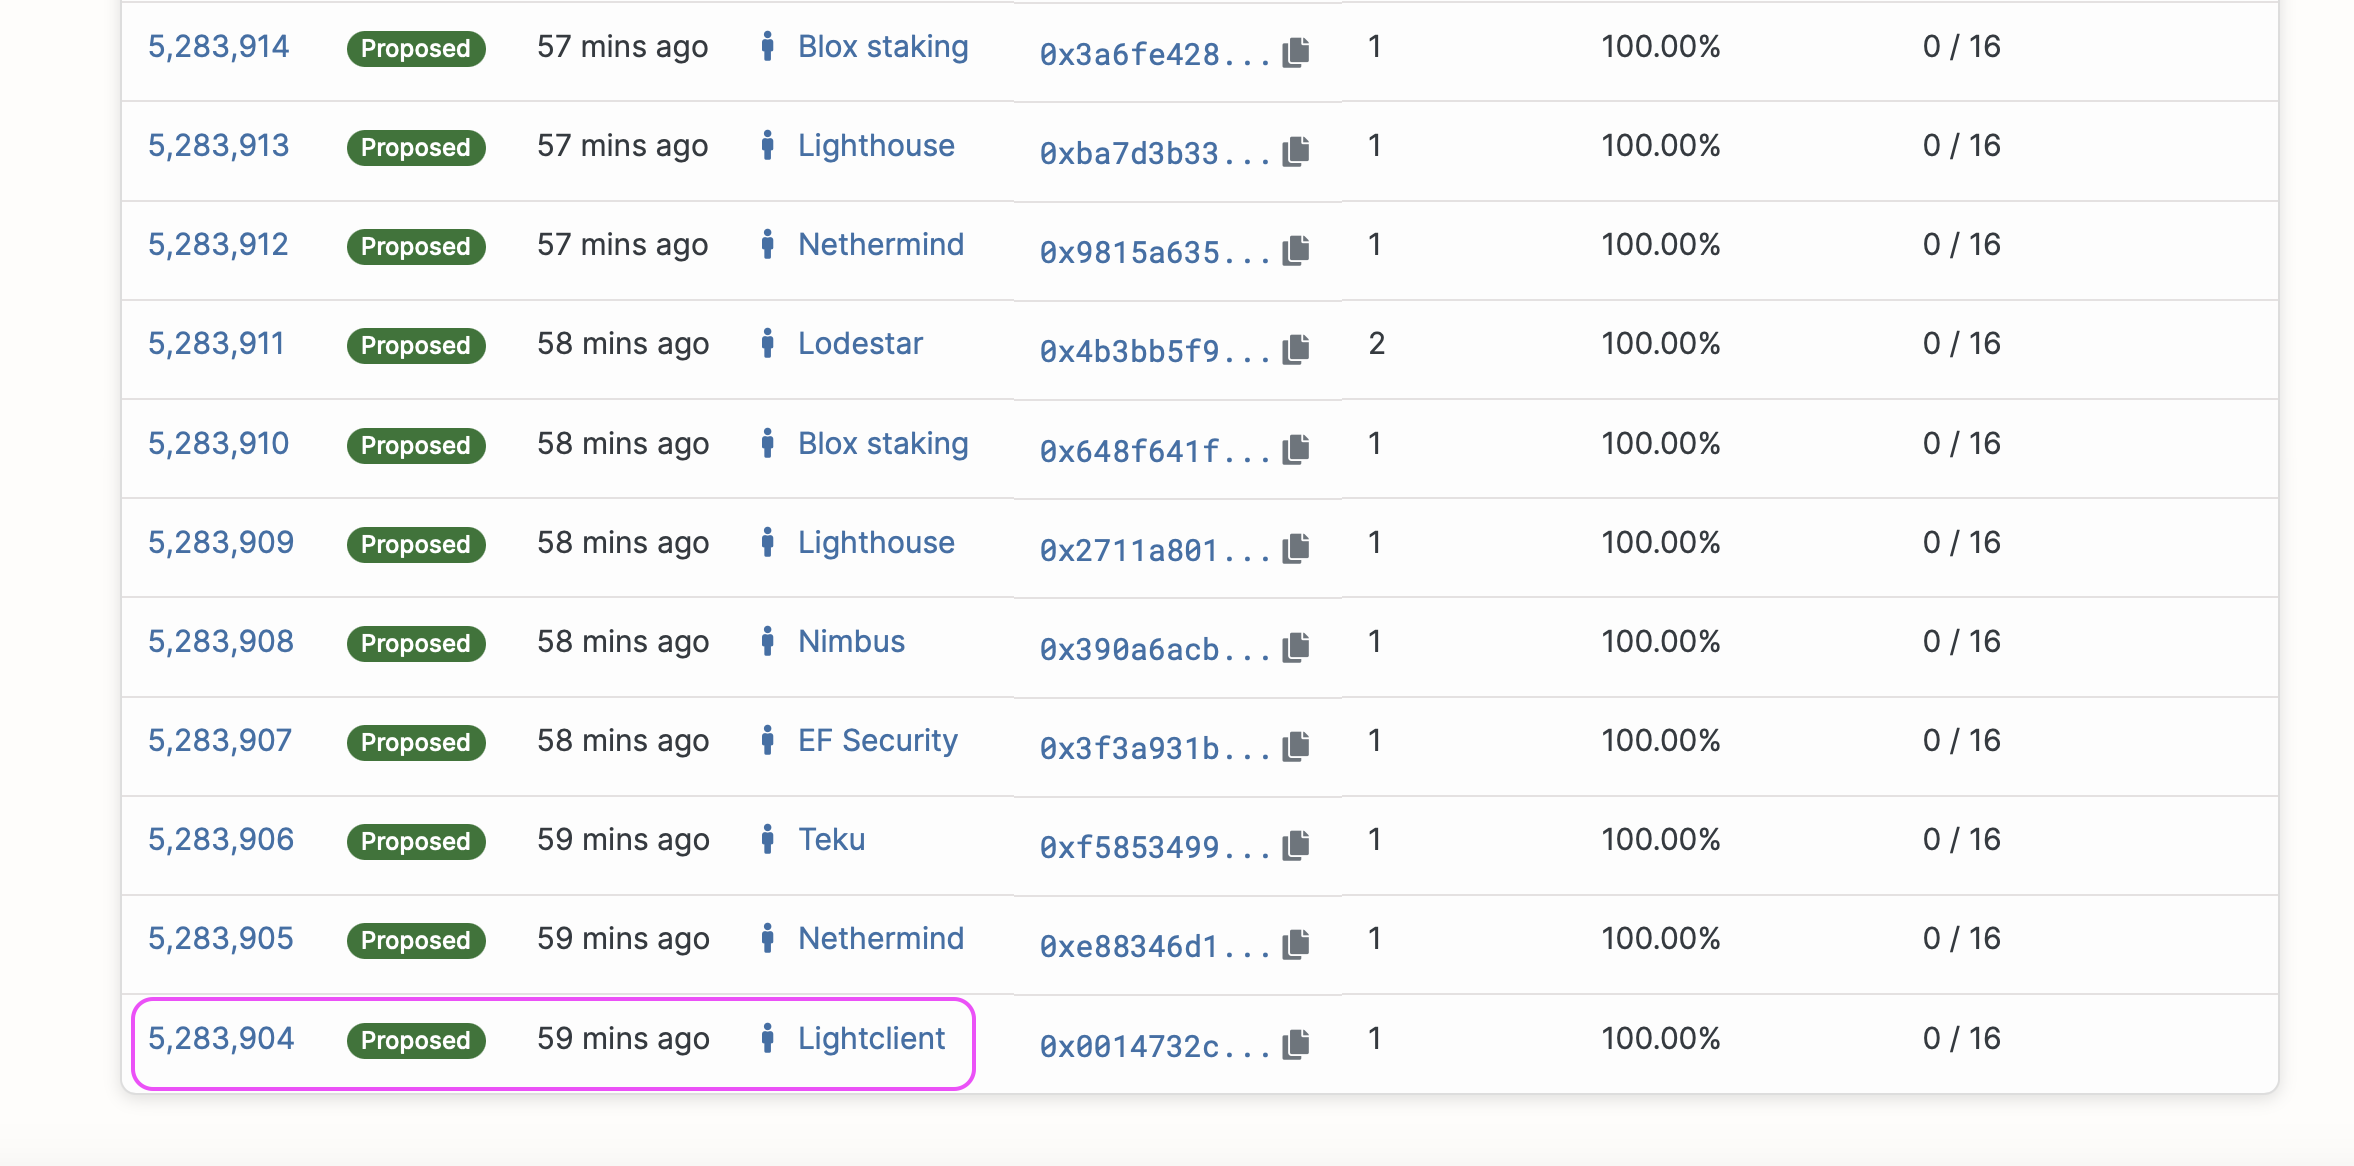 5,283,914 Proposed 57 mins ago Blox staking 0x3a6fe428... 1 100.00% 0 / 16
5,283,913 Proposed 57 mins ago Lighthouse 0xba7d3b33... 1 100.00% 0 / 16
5,283,912 Proposed 57 mins ago Nethermind 0x9815a635... 1 100.00% 0 / 16
5,283,911 Proposed 58 mins ago Lodestar 0x4b3bb5f9... 2 100.00% 0 / 16
5,283,910 Proposed 58 mins ago Blox staking 0x648f641f... 1 100.00% 0 / 16
5,283,909 Proposed 58 mins ago Lighthouse 0x2711a801... 1 100.00% 0 / 16
5,283,908 Proposed 58 mins ago Nimbus 0x390a6acb... 1 100.00% 0 / 16
5,283,907 Proposed 58 mins ago EF Security 0x3f3a931b... 1 100.00% 0 / 16
5,283,906 Proposed 59 mins ago Teku 0xf5853499... 1 100.00% 0 / 16
5,283,905 Proposed 59 mins ago Nethermind 0xe88346d1... 1 100.00% 0 / 16
5,283,904 Proposed 59 mins ago Lightclient 0x0014732c... 1 100.00% 0 / 16